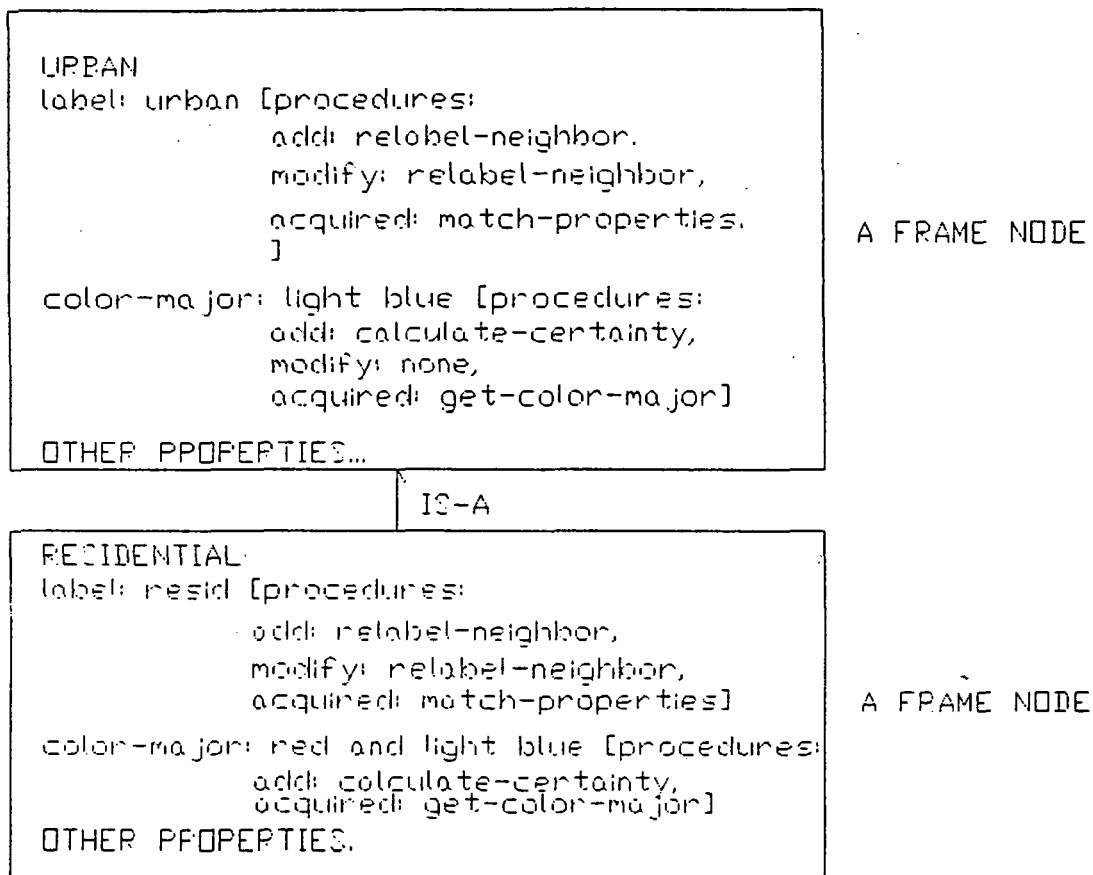 URBAN
label: urban [procedures:
add: relabel-neighbor.
modify: relabel-neighbor,
acquired: match-properties.
]
A FRAME NODE
color-major: light blue [procedures:
add: calculate-certainty,
modify: none,
acquired: get-color-major]
OTHER PROPERTIES...
IS-A
RESIDENTIAL
label: resid [procedures:
add: relabel-neighbor,
modify: relabel-neighbor,
acquired: match-properties]
A FRAME NODE
color-major: red and light blue [procedures:
add: calculate-certainty,
acquired: get-color-major]
OTHER PROPERTIES.